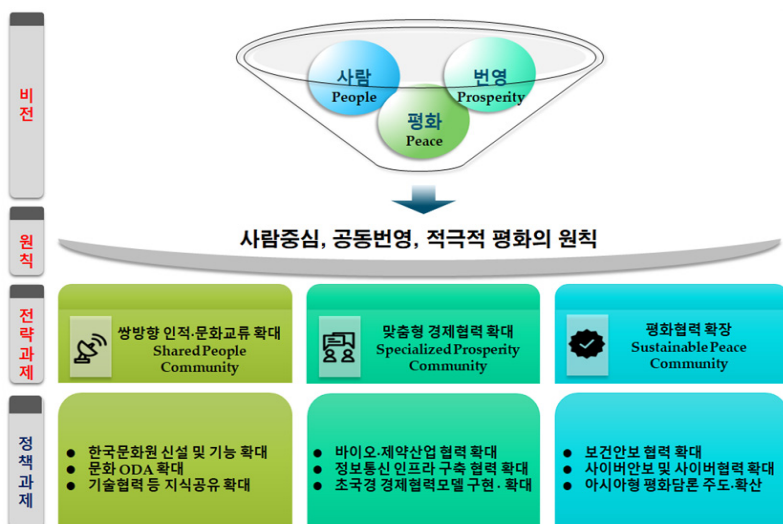 비전
사람
People
번영
Prosperity
평화
Peace
원칙
사람중심, 공동번영, 적극적 평화의 원칙
전략과제
쌍방향 인적·문화교류 확대
Shared People
Community
맞춤형 경제협력 확대
Specialized Prosperity
Community
평화협력 확장
Sustainable Peace
Community
정책과제
● 한국문화원 신설 및 기능 확대
● 문화 ODA 확대
● 기술협력 등 지식공유 확대
● 바이오·제약산업 협력 확대
● 정보통신 인프라 구축 협력 확대
● 초국경 경제협력모델 구현· 확대
● 보건안보 협력 확대
● 사이버안보 및 사이버협력 확대
● 아시아형 평화담론 주도·확산